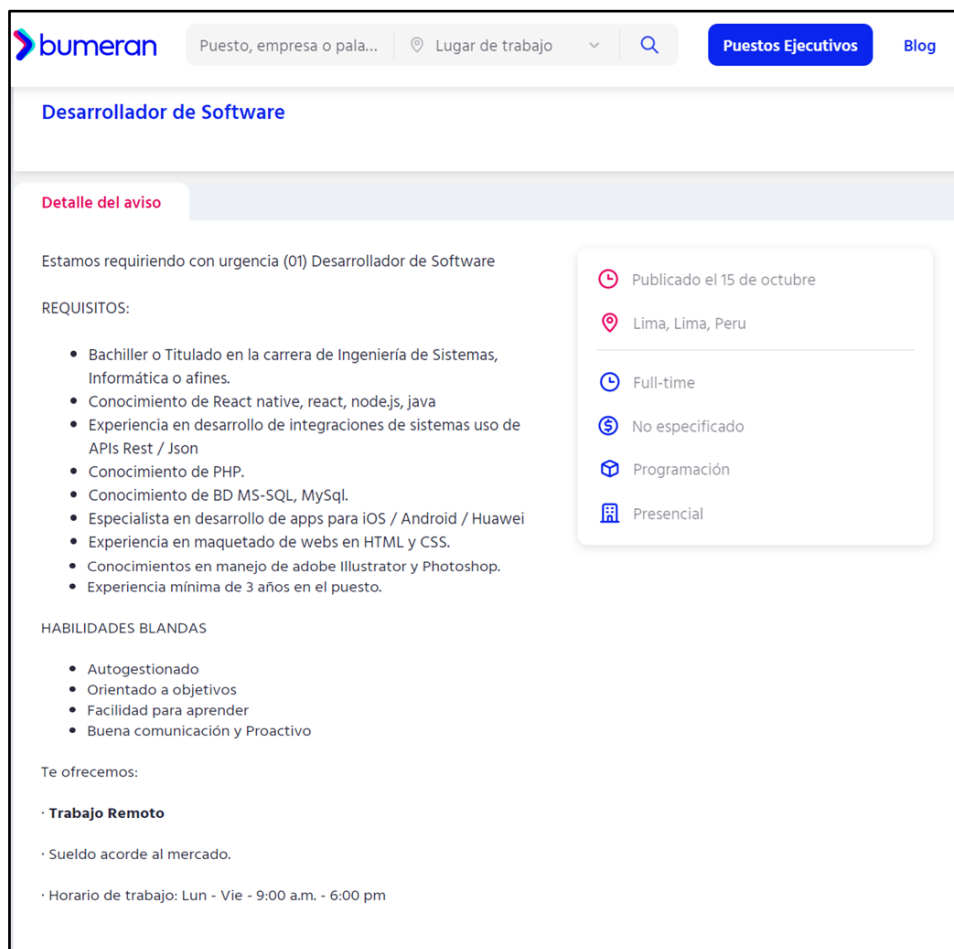 bumeran
Puesto, empresa o pala...
Lugar de trabajo
Puestos Ejecutivos
Blog
Desarrollador de Software
Detalle del aviso
Estamos requiriendo con urgencia (01) Desarrollador de Software
REQUISITOS:
• Bachiller o Titulado en la carrera de Ingeniería de Sistemas,
Informática o afines.
• Conocimiento de React native, react, node.js, java
• Experiencia en desarrollo de integraciones de sistemas uso de
APIs Rest / Json
• Conocimiento de PHP.
• Conocimiento de BD MS-SQL, MySql.
• Especialista en desarrollo de apps para iOS / Android / Huawei
• Experiencia en maquetado de webs en HTML y CSS.
• Conocimientos en manejo de adobe Illustrator y Photoshop.
• Experiencia mínima de 3 años en el puesto.
HABILIDADES BLANDAS
• Autogestionado
• Orientado a objetivos
• Facilidad para aprender
• Buena comunicación y Proactivo
Te ofrecemos:
· Trabajo Remoto
· Sueldo acorde al mercado.
· Horario de trabajo: Lun - Vie - 9:00 a.m. - 6:00 pm
Publicado el 15 de octubre
Lima, Lima, Peru
Full-time
No especificado
Programación
Presencial